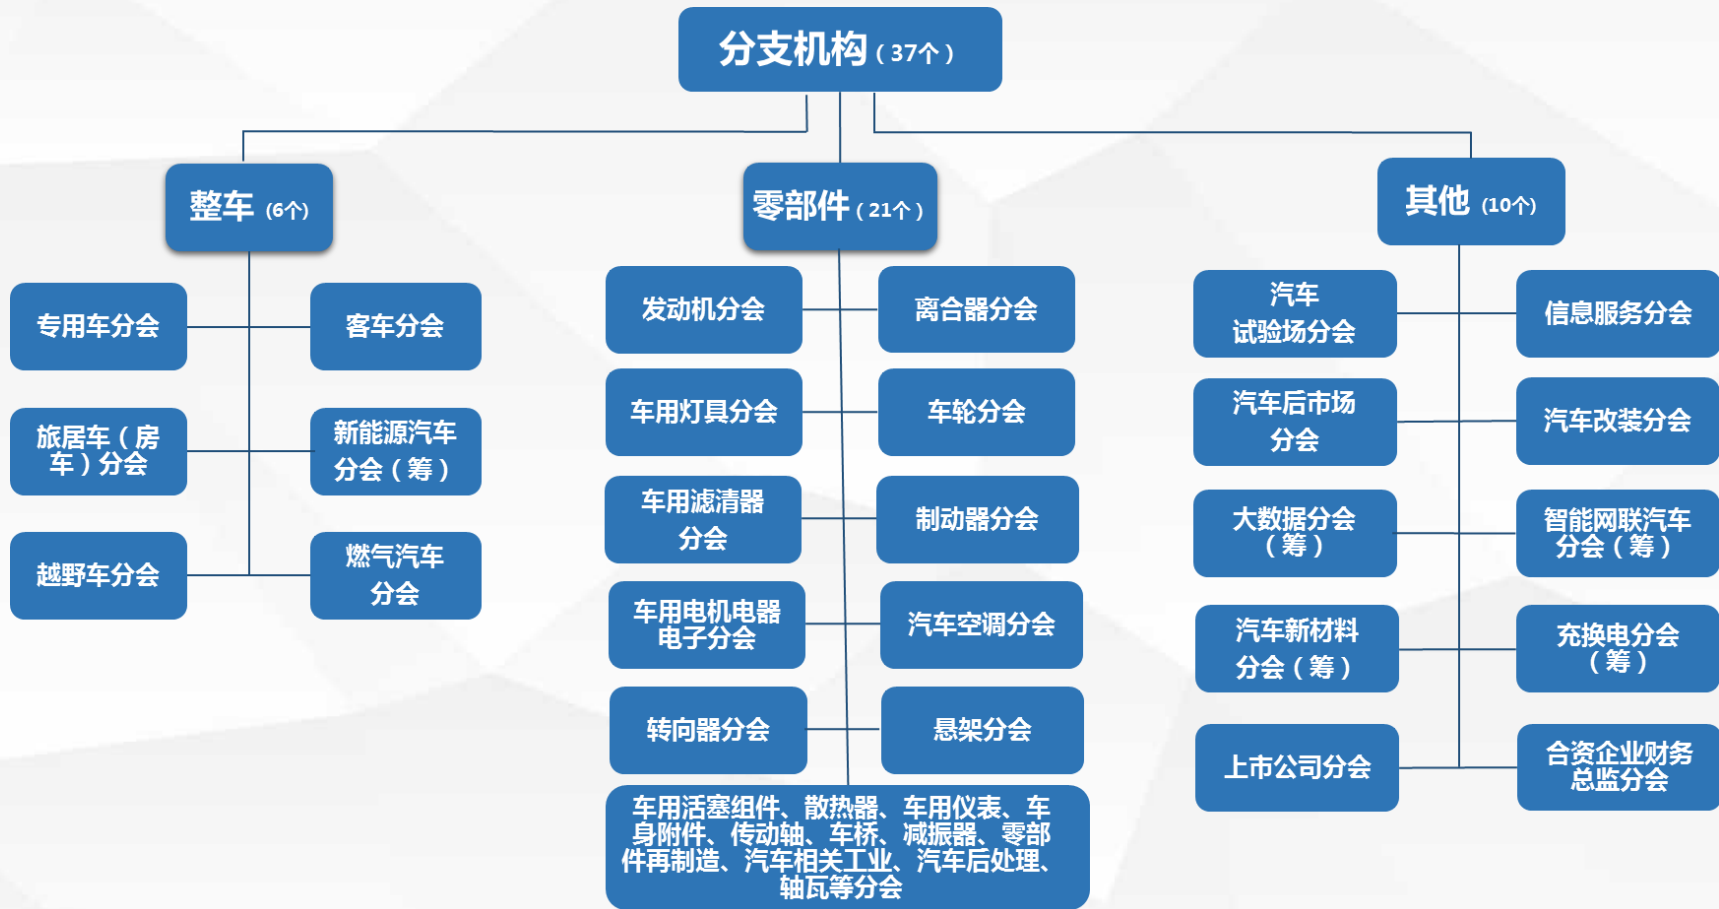 分支机构（37个）
整车 (6个)
零部件（21个）
其他 (10个)
专用车分会
客车分会
旅居车（房
车）分会
新能源汽车
分会（筹）
越野车分会
燃气汽车
分会
发动机分会
离合器分会
车用灯具分会
车轮分会
车用滤清器
分会
制动器分会
车用电机电器
电子分会
汽车空调分会
转向器分会
悬架分会
车用活塞组件、散热器、车用仪表、车
身附件、传动轴、车桥、减振器、零部
件再制造、汽车相关工业、汽车后处理、
轴瓦等分会
汽车
试验场分会
信息服务分会
汽车后市场
分会
汽车改装分会
大数据分会
（筹）
智能网联汽车
分会（筹）
汽车新材料
分会（筹）
充换电分会
（筹）
上市公司分会
合资企业财务
总监分会